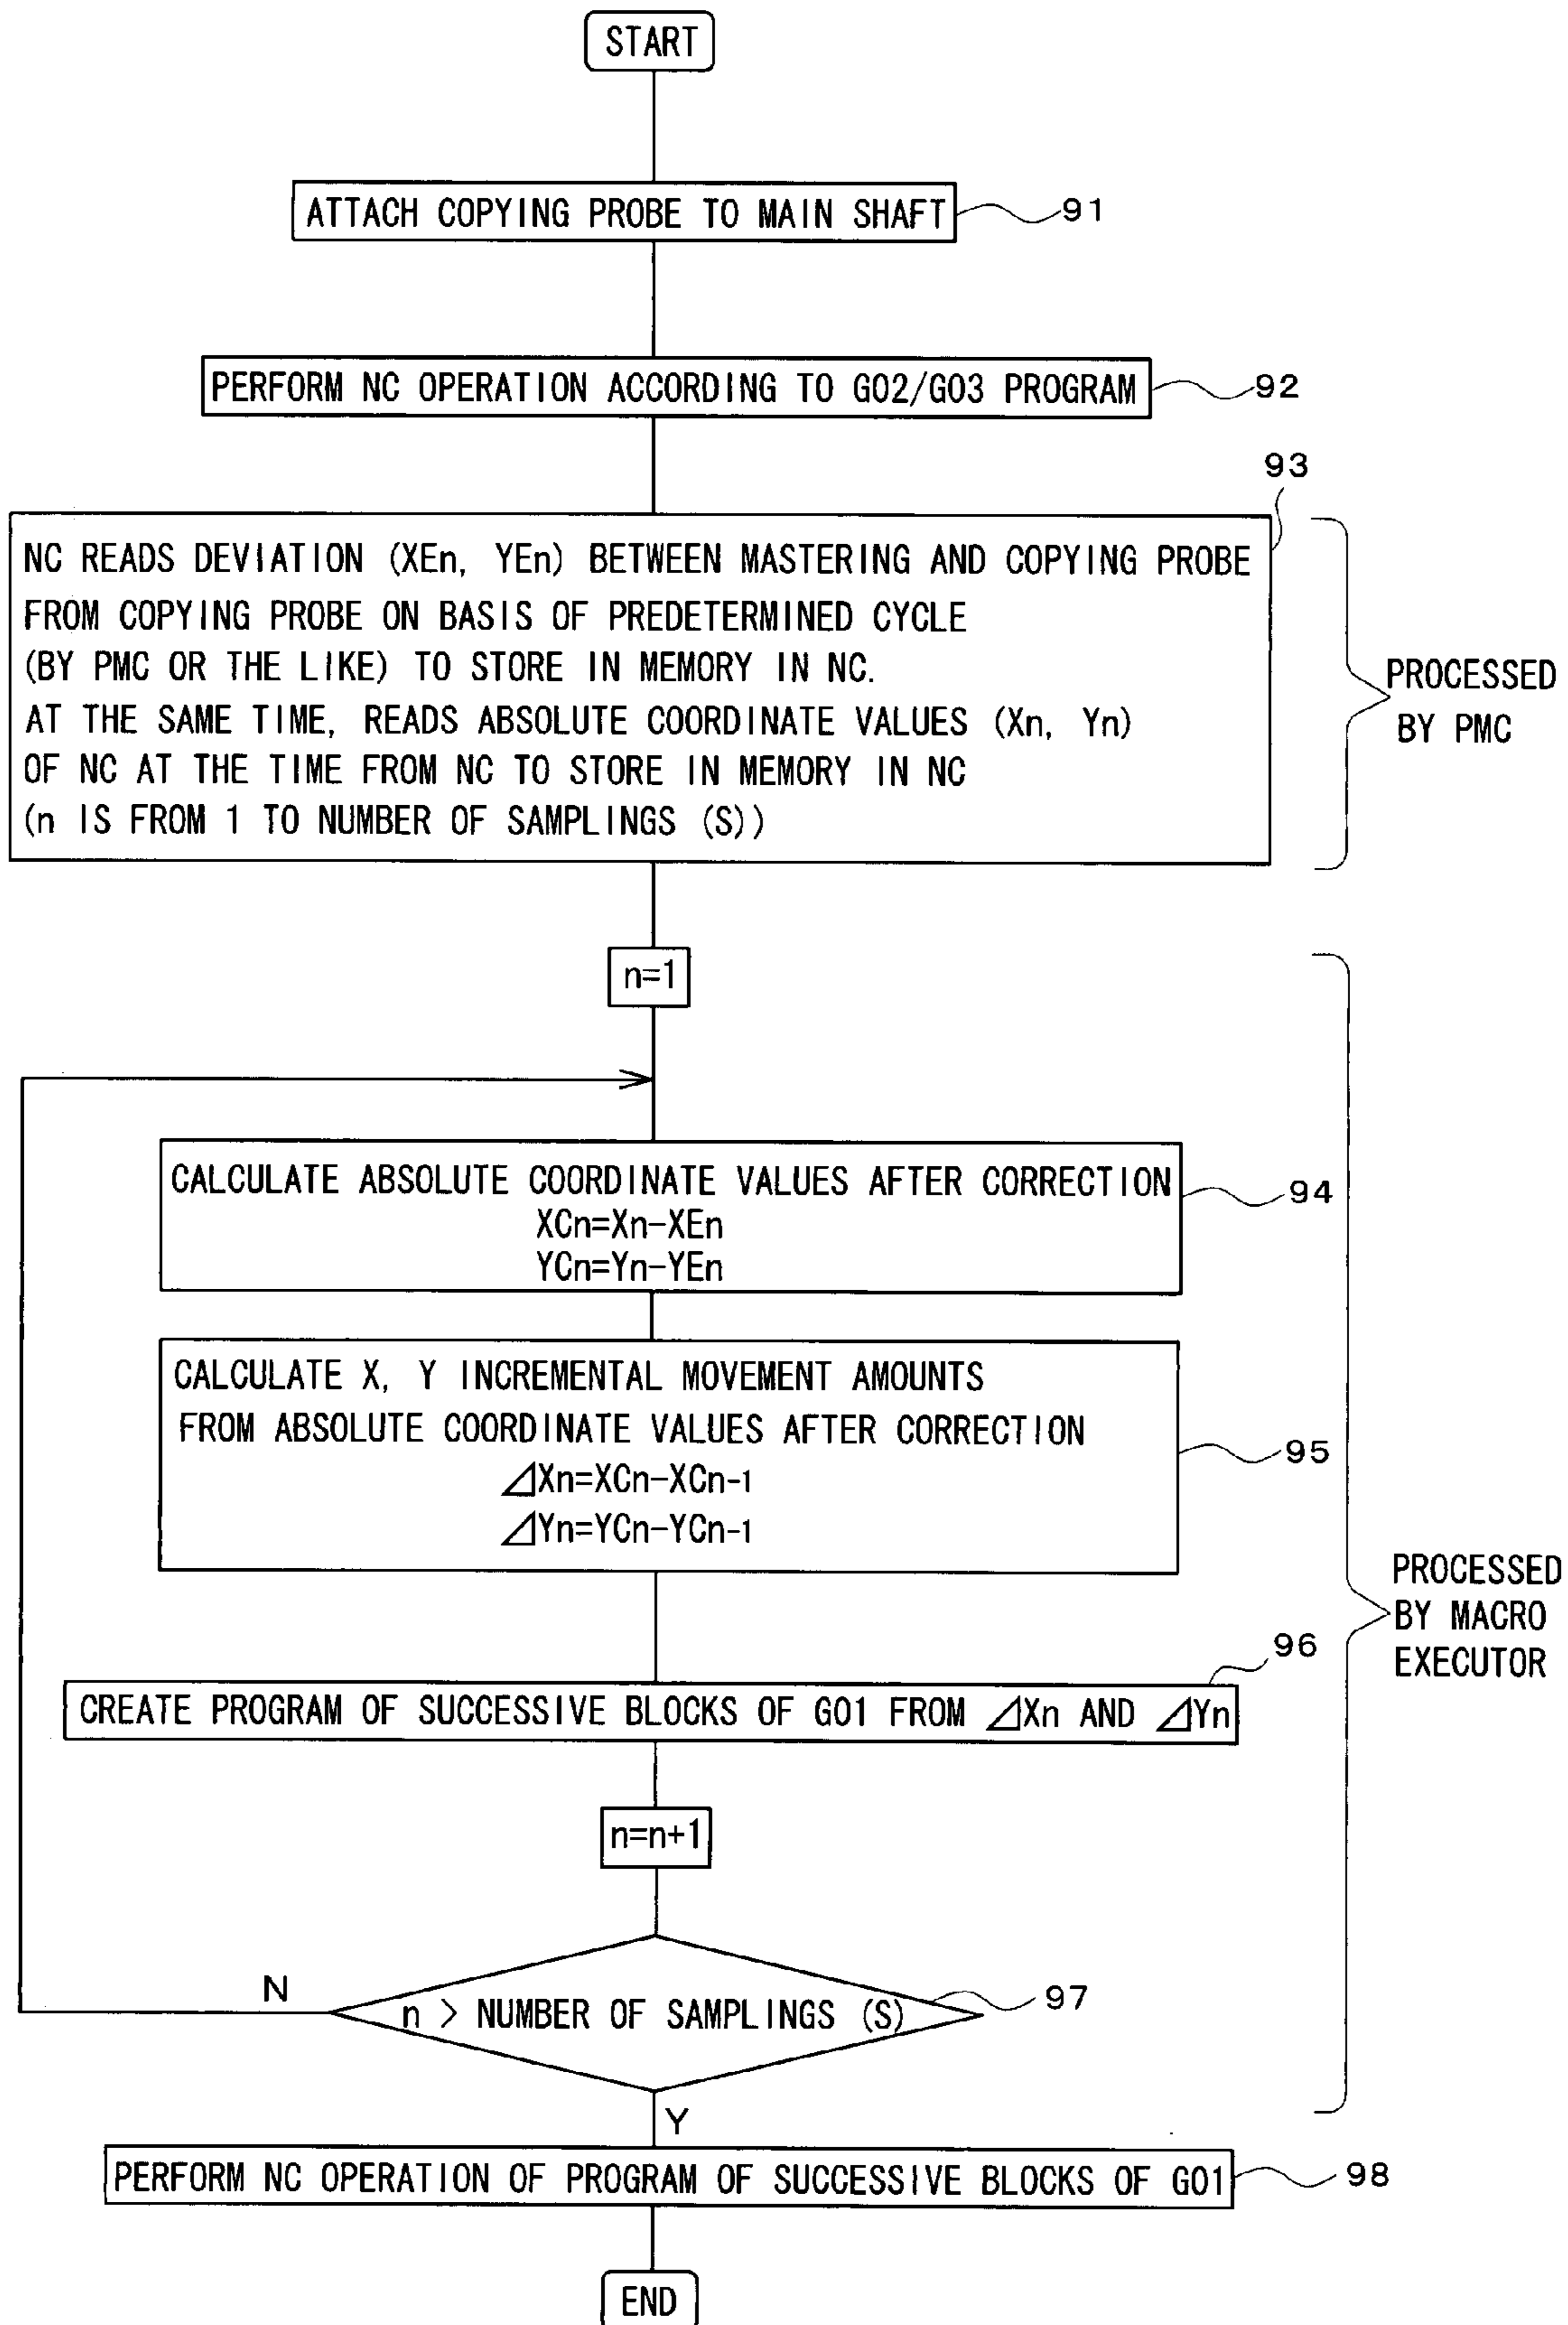 START
ATTACH COPYING PROBE TO MAIN SHAFT
91
PERFORM NC OPERATION ACCORDING TO G02/G03 PROGRAM
92
93
NC READS DEVIATION (XEn, YEn) BETWEEN MASTERING AND COPYING PROBE
FROM COPYING PROBE ON BASIS OF PREDETERMINED CYCLE
(BY PMC OR THE LIKE) TO STORE IN MEMORY IN NC.
AT THE SAME TIME, READS ABSOLUTE COORDINATE VALUES (Xn, Yn)
OF NC AT THE TIME FROM NC TO STORE IN MEMORY IN NC
(n IS FROM 1 TO NUMBER OF SAMPLINGS (S))
PROCESSED
BY PMC
n=1
CALCULATE ABSOLUTE COORDINATE VALUES AFTER CORRECTION
XCn=Xn-XEn
YCn=Yn-YEn
94
CALCULATE X, Y INCREMENTAL MOVEMENT AMOUNTS
FROM ABSOLUTE COORDINATE VALUES AFTER CORRECTION
⊿Xn=XCn-XCn-1
⊿Yn=YCn-YCn-1
95
PROCESSED
BY MACRO
EXECUTOR
96
CREATE PROGRAM OF SUCCESSIVE BLOCKS OF G01 FROM ⊿Xn AND ⊿Yn
n=n+1
N
n > NUMBER OF SAMPLINGS (S)
97
Y
PERFORM NC OPERATION OF PROGRAM OF SUCCESSIVE BLOCKS OF G01
98
END